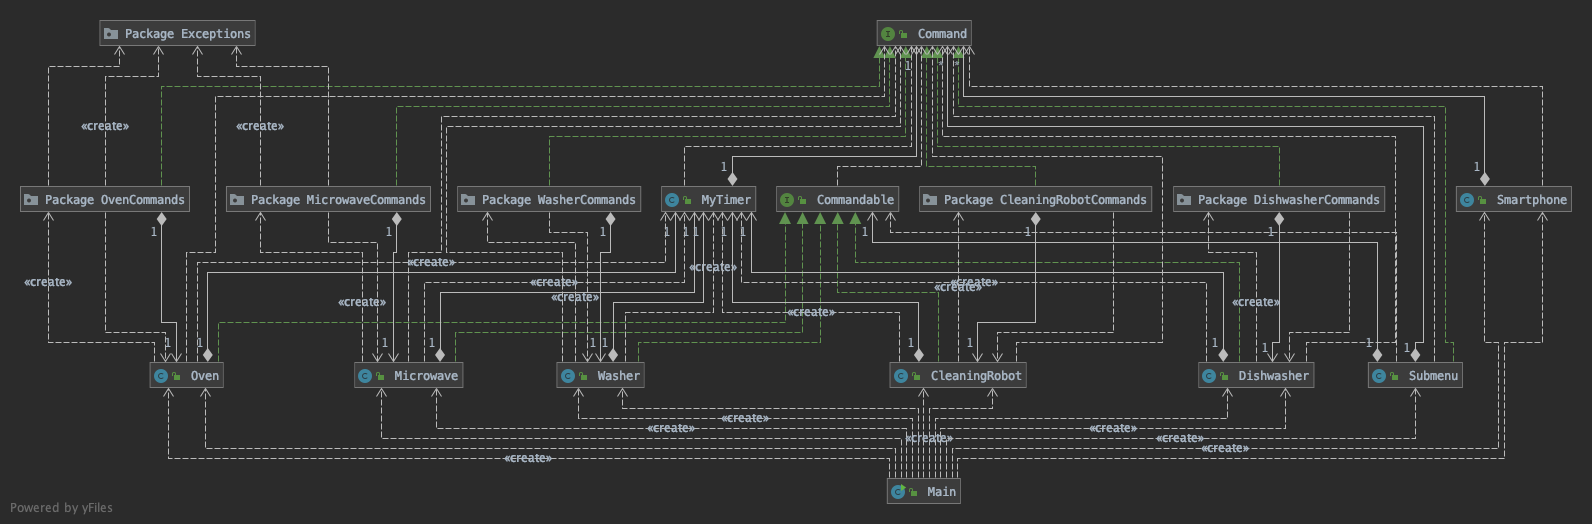 Package Exceptions
Command
1
*
*
«create»
«create»
1
1
Package OvenCommands
Package MicrowaveCommands
Package WasherCommands
MyTimer
Commandable
Package CleaningRobotCommands
Package DishwasherCommands
Smartphone
1
1
1
1
1
1
1
1
1
1
1
«create»
«create»
«create»
«create»
«create»
«create»
«create»
«create»
«create»
«create»
1
1
1
1
1
1
1
1
1
1
1
1
Oven
Microwave
Washer
CleaningRobot
Dishwasher
Submenu
«create»
«create»
«create»
«create»
«create»
«create»
«create»
Main
Powered by yFiles